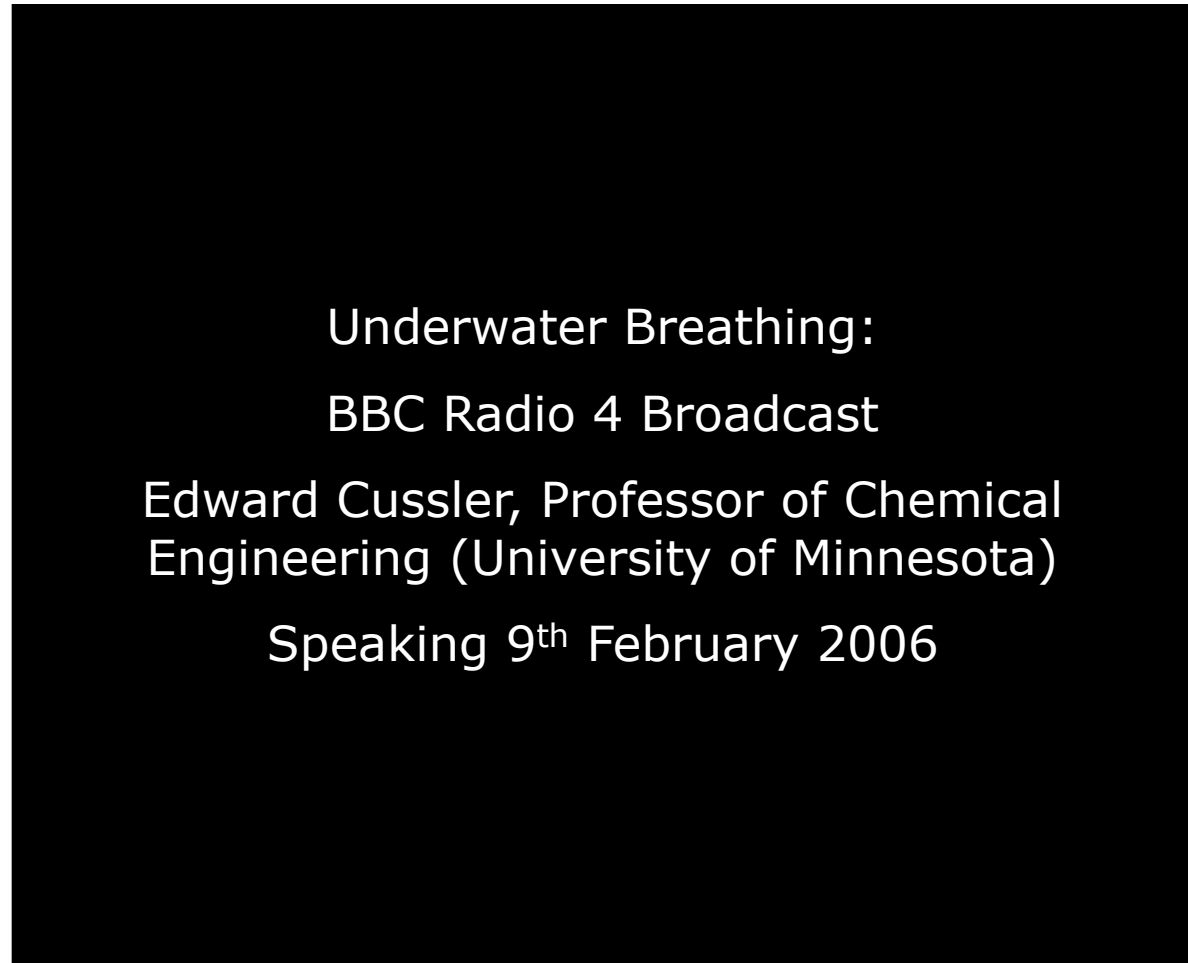 Underwater Breathing:
BBC Radio 4 Broadcast
Edward Cussler, Professor of Chemical
Engineering (University of Minnesota)
Speaking 9th February 2006